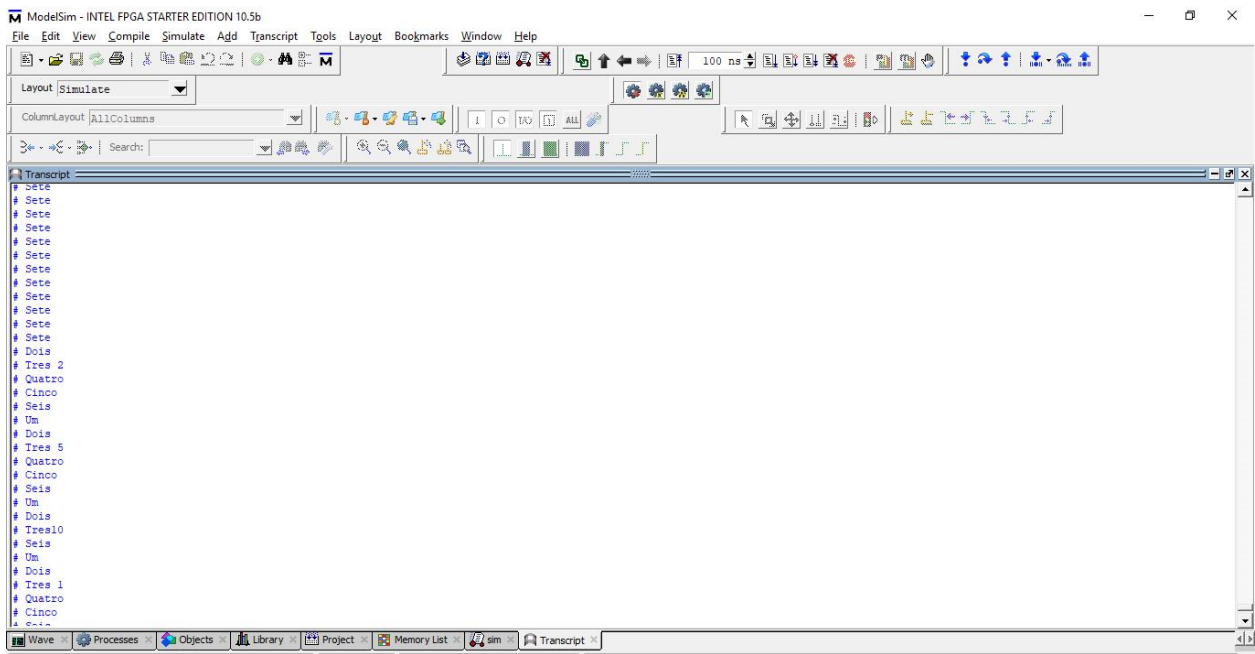 ModelSim - INTEL FPGA STARTER EDITION 10.5b
File Edit View Compile Simulate Add Transcript Tools Layout Bookmarks Window Help
100 ns
Layout Simulate
ColumnLayout AllColumns
Search:
Transcript
# Sete
# Sete
# Sete
# Sete
# Sete
# Sete
# Sete
# Sete
# Sete
# Sete
# Sete
# Sete
# Dois
# Tres 2
# Quatro
# Cinco
# Seis
# Um
# Dois
# Tres 5
# Quatro
# Cinco
# Seis
# Um
# Dois
# Tres10
# Seis
# Um
# Dois
# Tres 1
# Quatro
# Cinco
# Seis
Wave Processes Objects Library Project Memory List sim Transcript